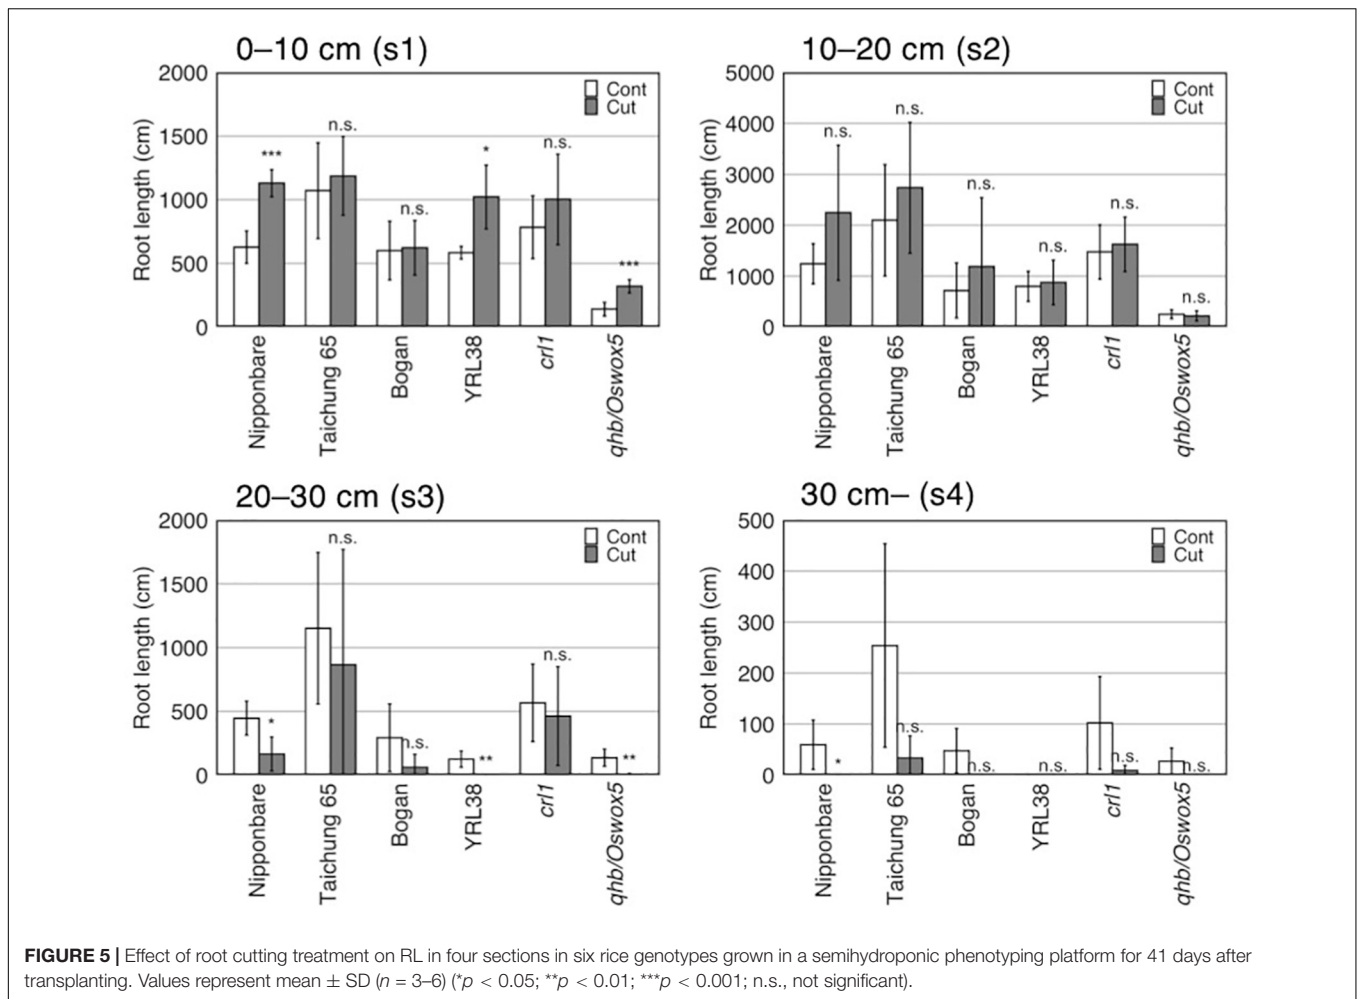 0–10 cm (s1)
2000
1500
1000
500
0
Root length (cm)
Cont
Cut
***
n.s.
n.s.
*
n.s.
***
Nipponbare
Taichung 65
Bogan
YRL38
crl1
qhb/Oswox5
10–20 cm (s2)
5000
4000
3000
2000
1000
0
Root length (cm)
Cont
Cut
n.s.
n.s.
n.s.
n.s.
n.s.
n.s.
Nipponbare
Taichung 65
Bogan
YRL38
crl1
qhb/Oswox5
20–30 cm (s3)
2000
1500
1000
500
0
Root length (cm)
Cont
Cut
*
n.s.
n.s.
**
n.s.
**
Nipponbare
Taichung 65
Bogan
YRL38
crl1
qhb/Oswox5
30 cm– (s4)
500
400
300
200
100
0
Root length (cm)
Cont
Cut
*
n.s.
n.s.
n.s.
n.s.
n.s.
Nipponbare
Taichung 65
Bogan
YRL38
crl1
qhb/Oswox5
FIGURE 5 | Effect of root cutting treatment on RL in four sections in six rice genotypes grown in a semihydroponic phenotyping platform for 41 days after
transplanting. Values represent mean ± SD (n = 3–6) (*p < 0.05; **p < 0.01; ***p < 0.001; n.s., not significant).